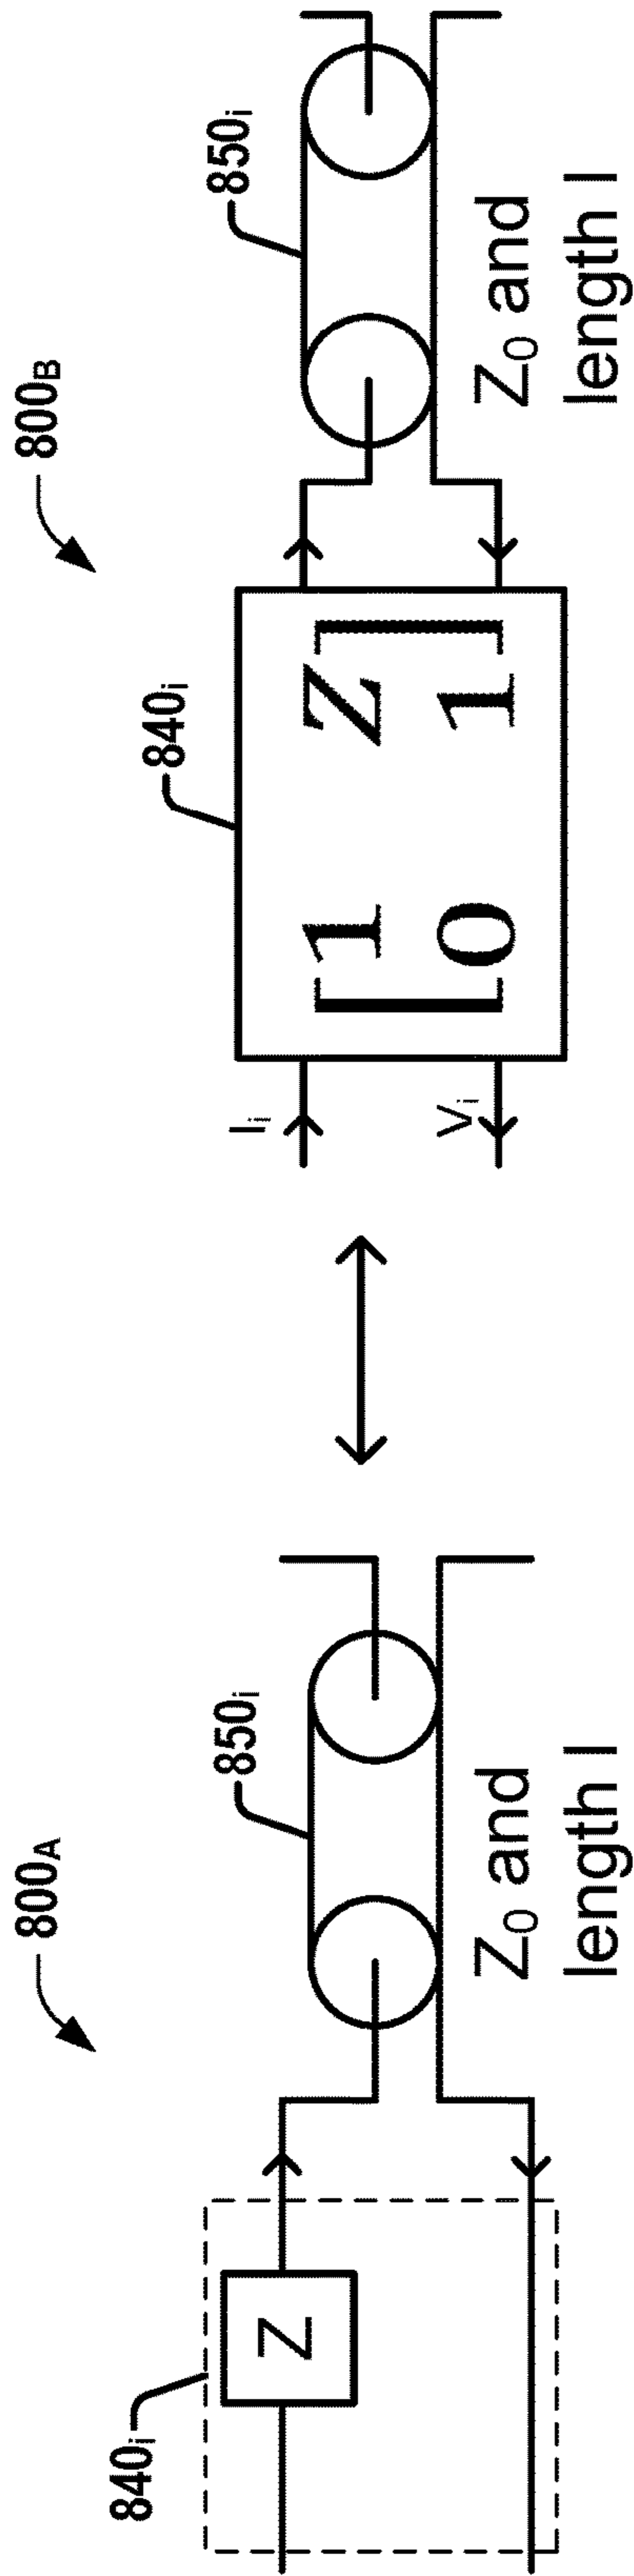 800A
840i
Z
850i
Z0 and
length l
800B
Ii
Vi
840i
1 Z
0 1
850i
Z0 and
length l